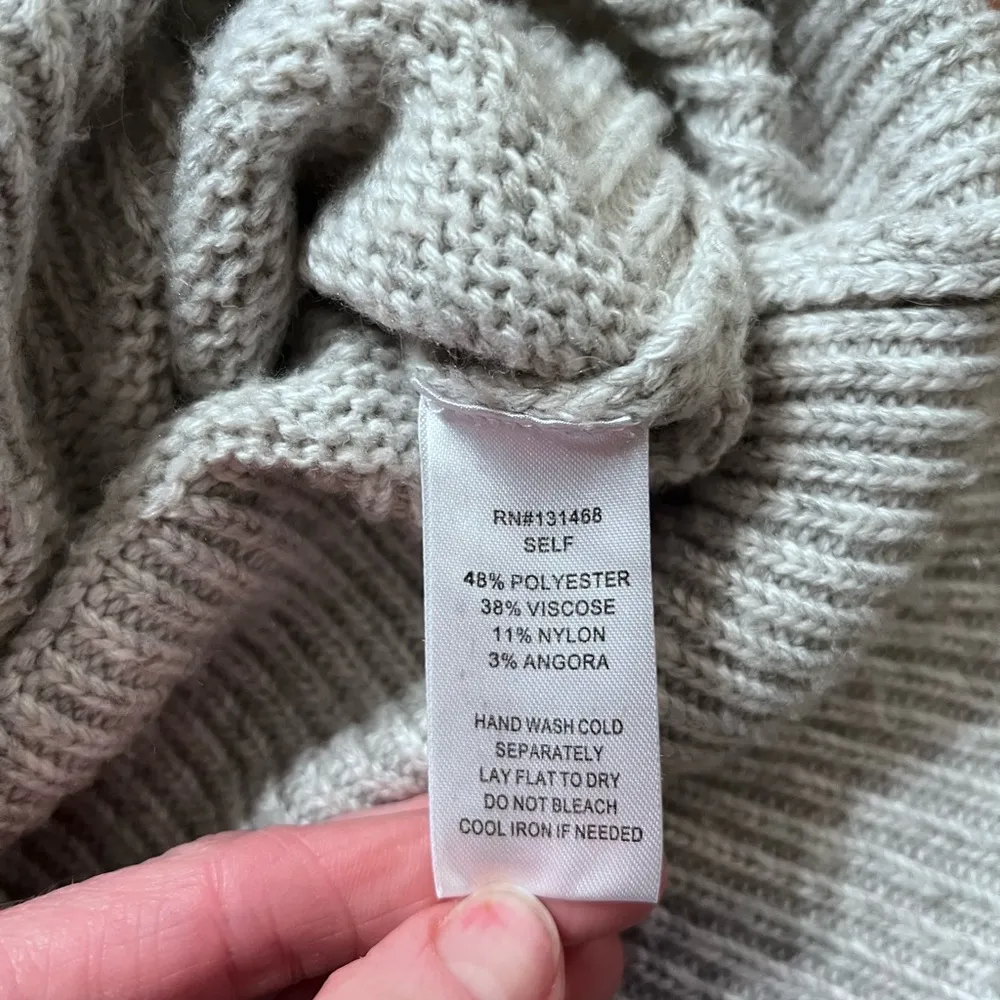 RN#131468
SELF
48% POLYESTER
38% VISCOSE
11% NYLON
3% ANGORA
HAND WASH COLD
SEPARATELY
LAY FLAT TO DRY
DO NOT BLEACH
COOL IRON IF NEEDED